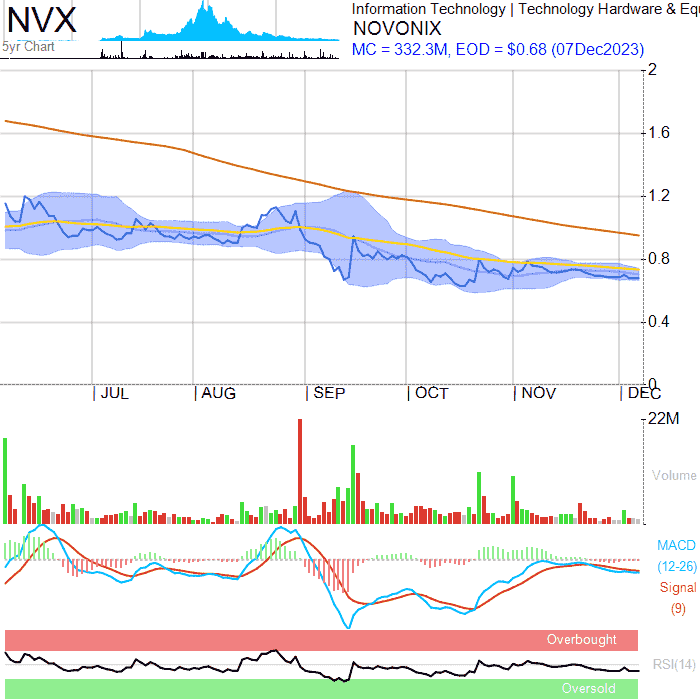 NVX
5yr Chart
Information Technology | Technology Hardware & Equ
NOVONIX
MC = 332.3M, EOD = $0.68 (07Dec2023)
2
1.6
1.2
0.8
0.4
0
JUL AUG SEP OCT NOV DEC
22M
Volume
MACD
(12-26)
Signal
(9)
Overbought
RSI(14)
Oversold